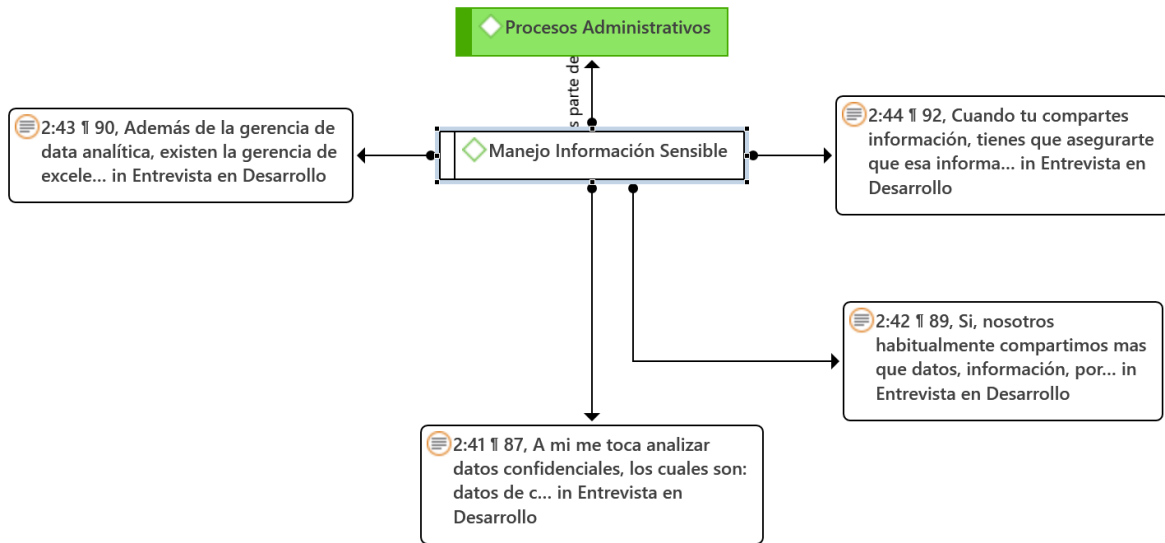 Procesos Administrativos
s parte de
Manejo Información Sensible
2:43 ¶ 90, Además de la gerencia de
data analítica, existen la gerencia de
excele... in Entrevista en Desarrollo
2:44 ¶ 92, Cuando tu compartes
información, tienes que asegurarte
que esa informa... in Entrevista en
Desarrollo
2:42 ¶ 89, Si, nosotros
habitualmente compartimos mas
que datos, información, por... in
Entrevista en Desarrollo
2:41 ¶ 87, A mi me toca analizar
datos confidenciales, los cuales son:
datos de c... in Entrevista en
Desarrollo